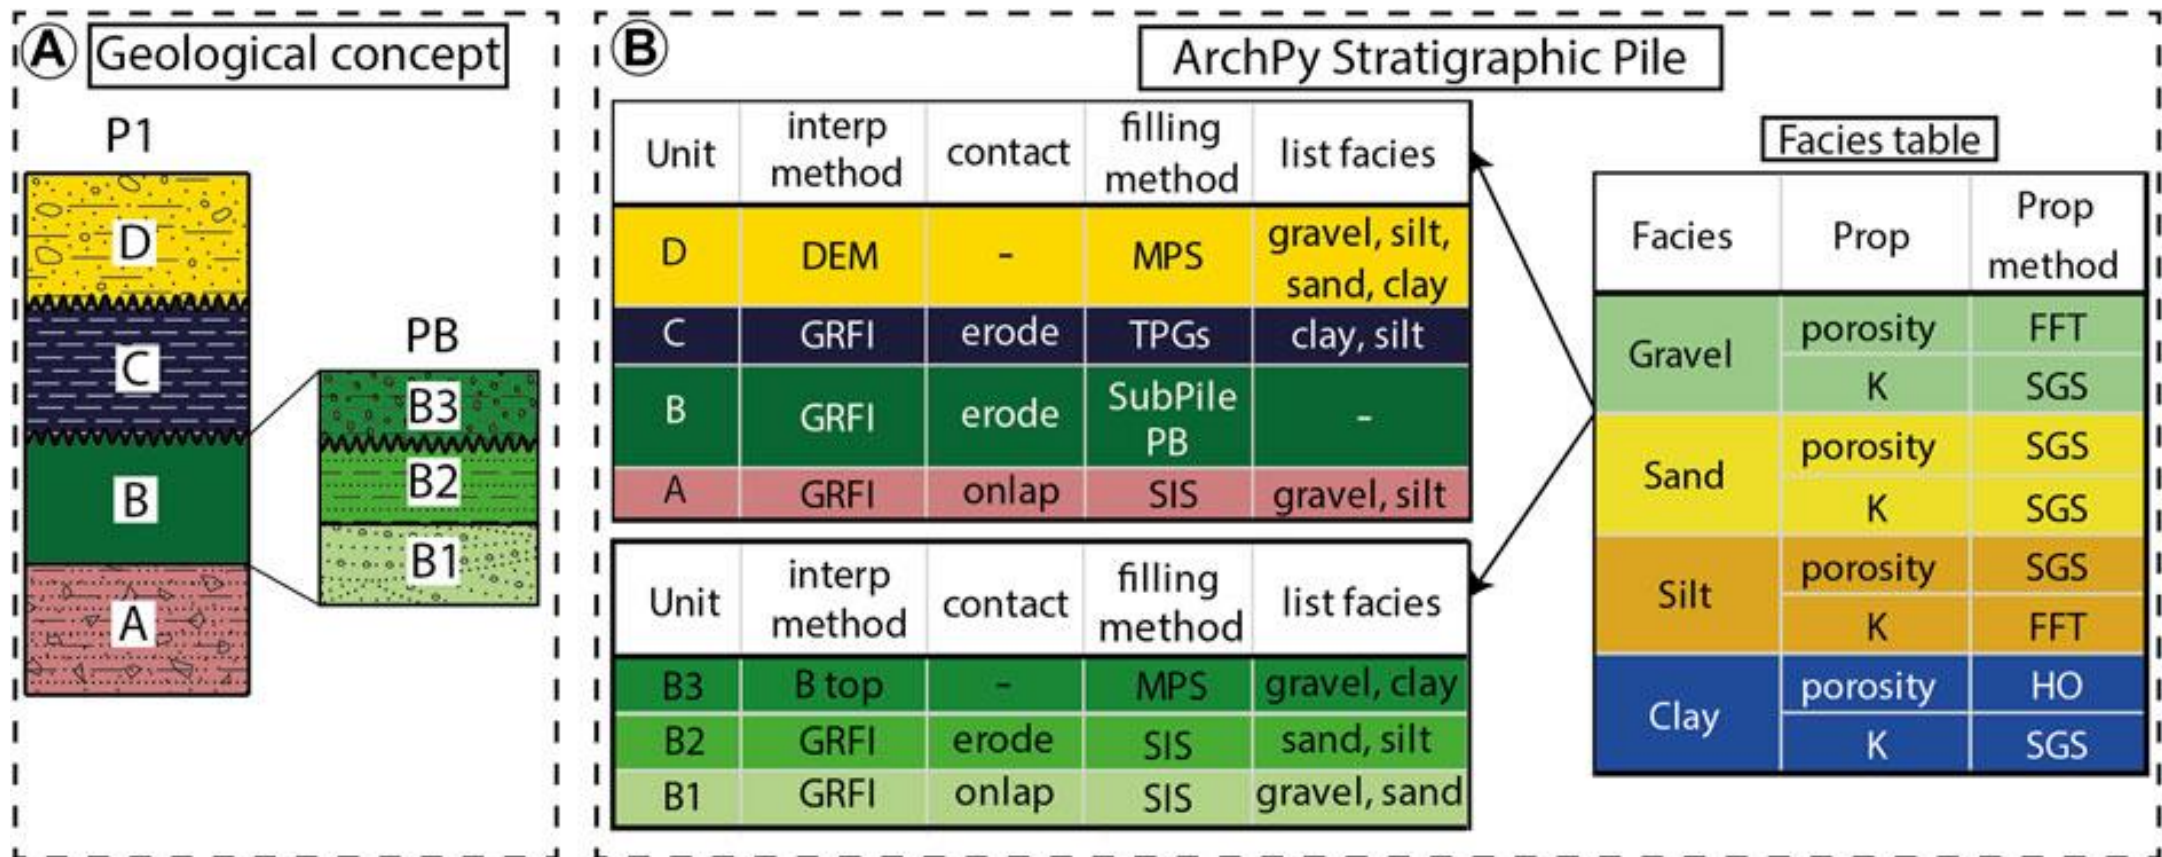 A
Geological concept
P1
D
C
B
A
PB
B3
B2
B1
B
ArchPy Stratigraphic Pile
Unit interp method contact filling method list facies
D DEM - MPS gravel, silt, sand, clay
C GRFI erode TPGs clay, silt
B GRFI erode SubPile PB -
A GRFI onlap SIS gravel, silt
Unit interp method contact filling method list facies
B3 B top - MPS gravel, clay
B2 GRFI erode SIS sand, silt
B1 GRFI onlap SIS gravel, sand
Facies table
Facies Prop Prop method
Gravel porosity FFT
K SGS
Sand porosity SGS
K SGS
Silt porosity SGS
K FFT
Clay porosity HO
K SGS